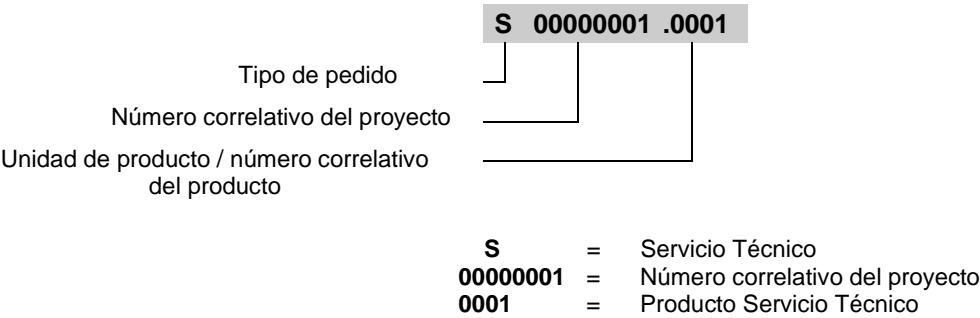 S 00000001 .0001
Tipo de pedido
Número correlativo del proyecto
Unidad de producto / número correlativo
del producto
S = Servicio Técnico
00000001 = Número correlativo del proyecto
0001 = Producto Servicio Técnico